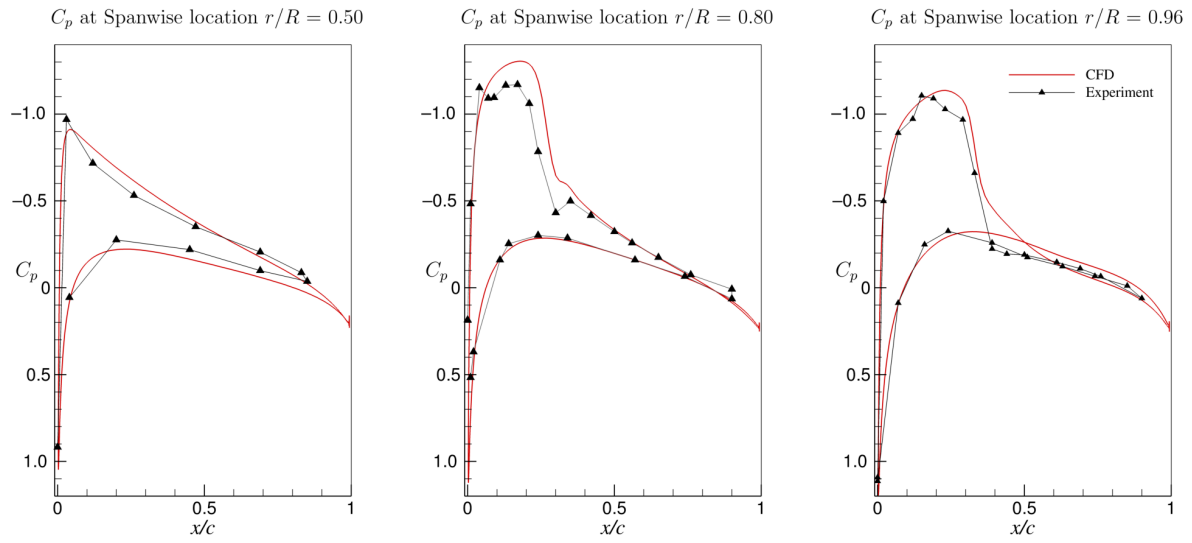 C_p at Spanwise location r/R = 0.50
−1.0
−0.5
C_p
0
0.5
1.0
0 0.5 1
x/c
C_p at Spanwise location r/R = 0.80
−1.0
−0.5
C_p
0
0.5
1.0
0 0.5 1
x/c
C_p at Spanwise location r/R = 0.96
CFD
Experiment
−1.0
−0.5
C_p
0
0.5
1.0
0 0.5 1
x/c